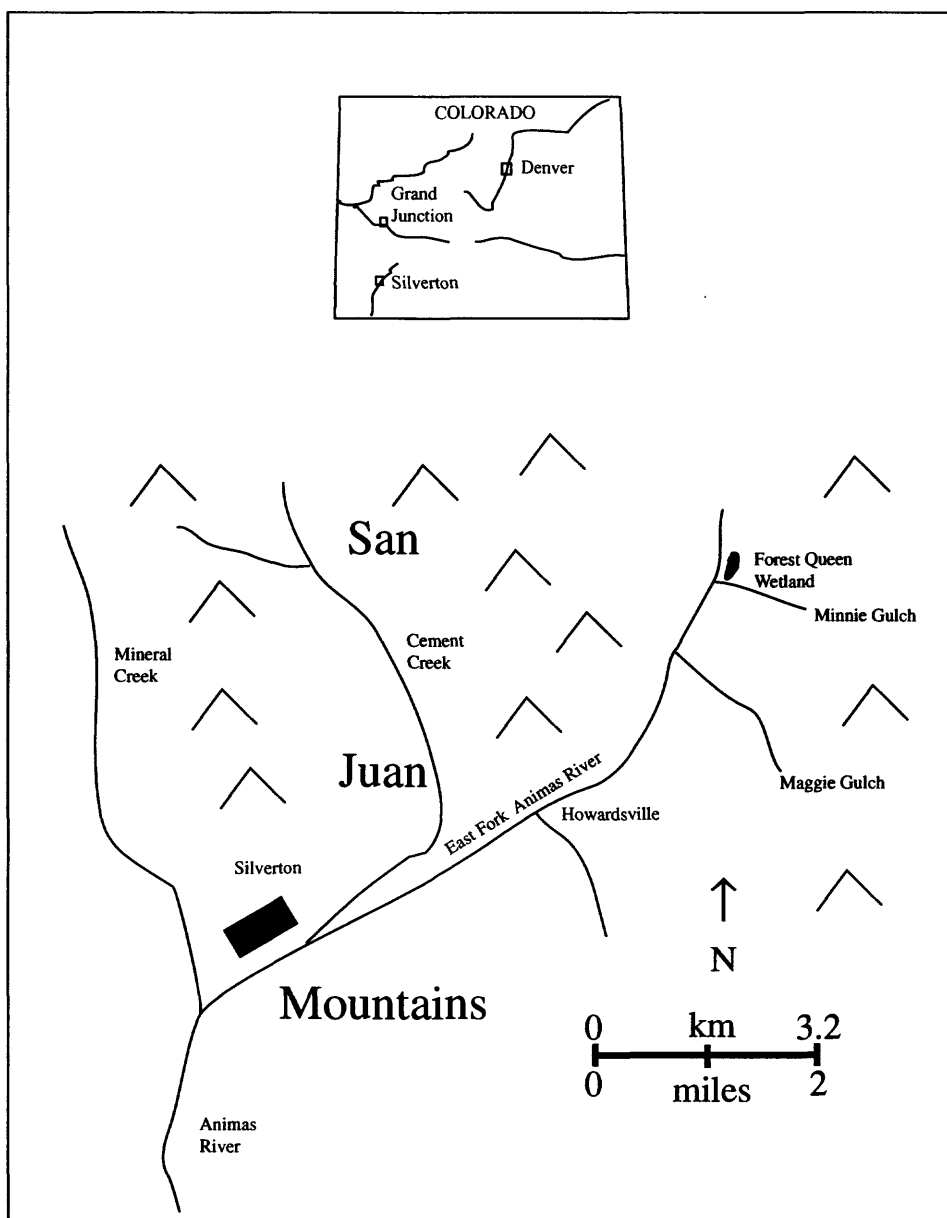 COLORADO
Denver
Grand
Junction
Silverton
San
Forest Queen
Wetland
Minnie Gulch
Mineral
Creek
Cement
Creek
Juan
East Fork Animas River
Maggie Gulch
Howardsville
Silverton
N
Mountains
0 km 3.2
0 miles 2
Animas
River